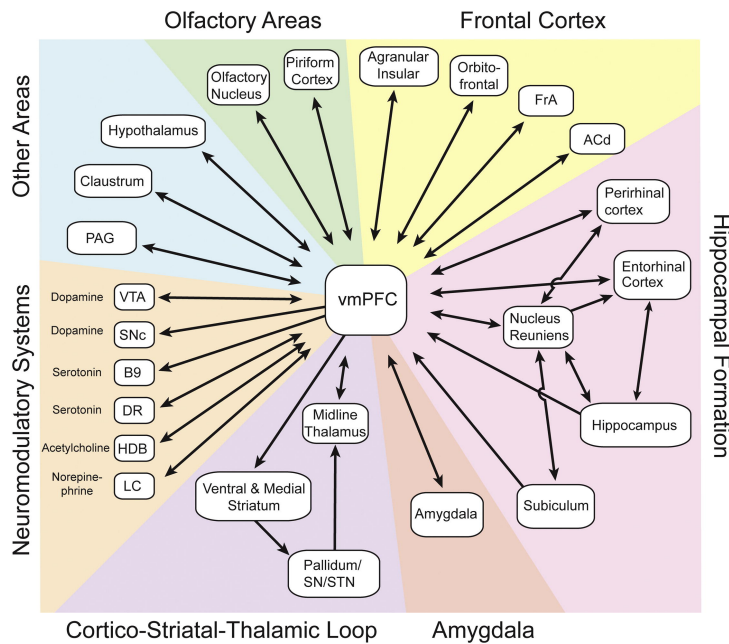 Olfactory Areas
Frontal Cortex
Other Areas
Neuromodulatory Systems
Hippocampal Formation
Cortico-Striatal-Thalamic Loop
Amygdala
Olfactory
Nucleus
Piriform
Cortex
Agranular
Insular
Orbito-
frontal
FrA
ACd
Hypothalamus
Claustrum
PAG
Perirhinal
cortex
Entorhinal
Cortex
Nucleus
Reuniens
Hippocampus
Subiculum
vmPFC
Dopamine
VTA
Dopamine
SNc
Serotonin
B9
Serotonin
DR
Acetylcholine
HDB
Norepine-
phrine
LC
Midline
Thalamus
Ventral & Medial
Striatum
Pallidum/
SN/STN
Amygdala